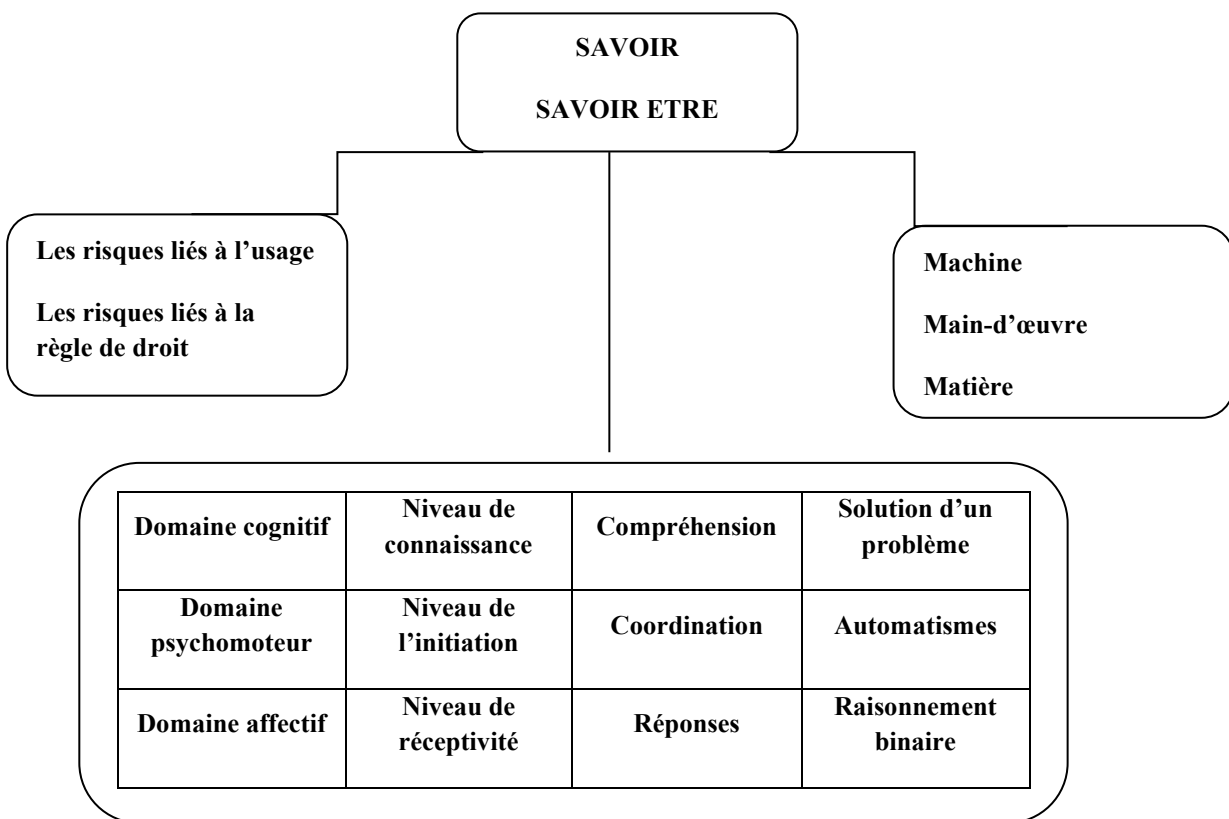 SAVOIR
SAVOIR ETRE
Les risques liés à l’usage
Les risques liés à la
règle de droit
Machine
Main-d’œuvre
Matière
Domaine cognitif
Niveau de
connaissance
Compréhension
Solution d’un
problème
Domaine
psychomoteur
Niveau de
l’initiation
Coordination
Automatismes
Domaine affectif
Niveau de
réceptivité
Réponses
Raisonnement
binaire